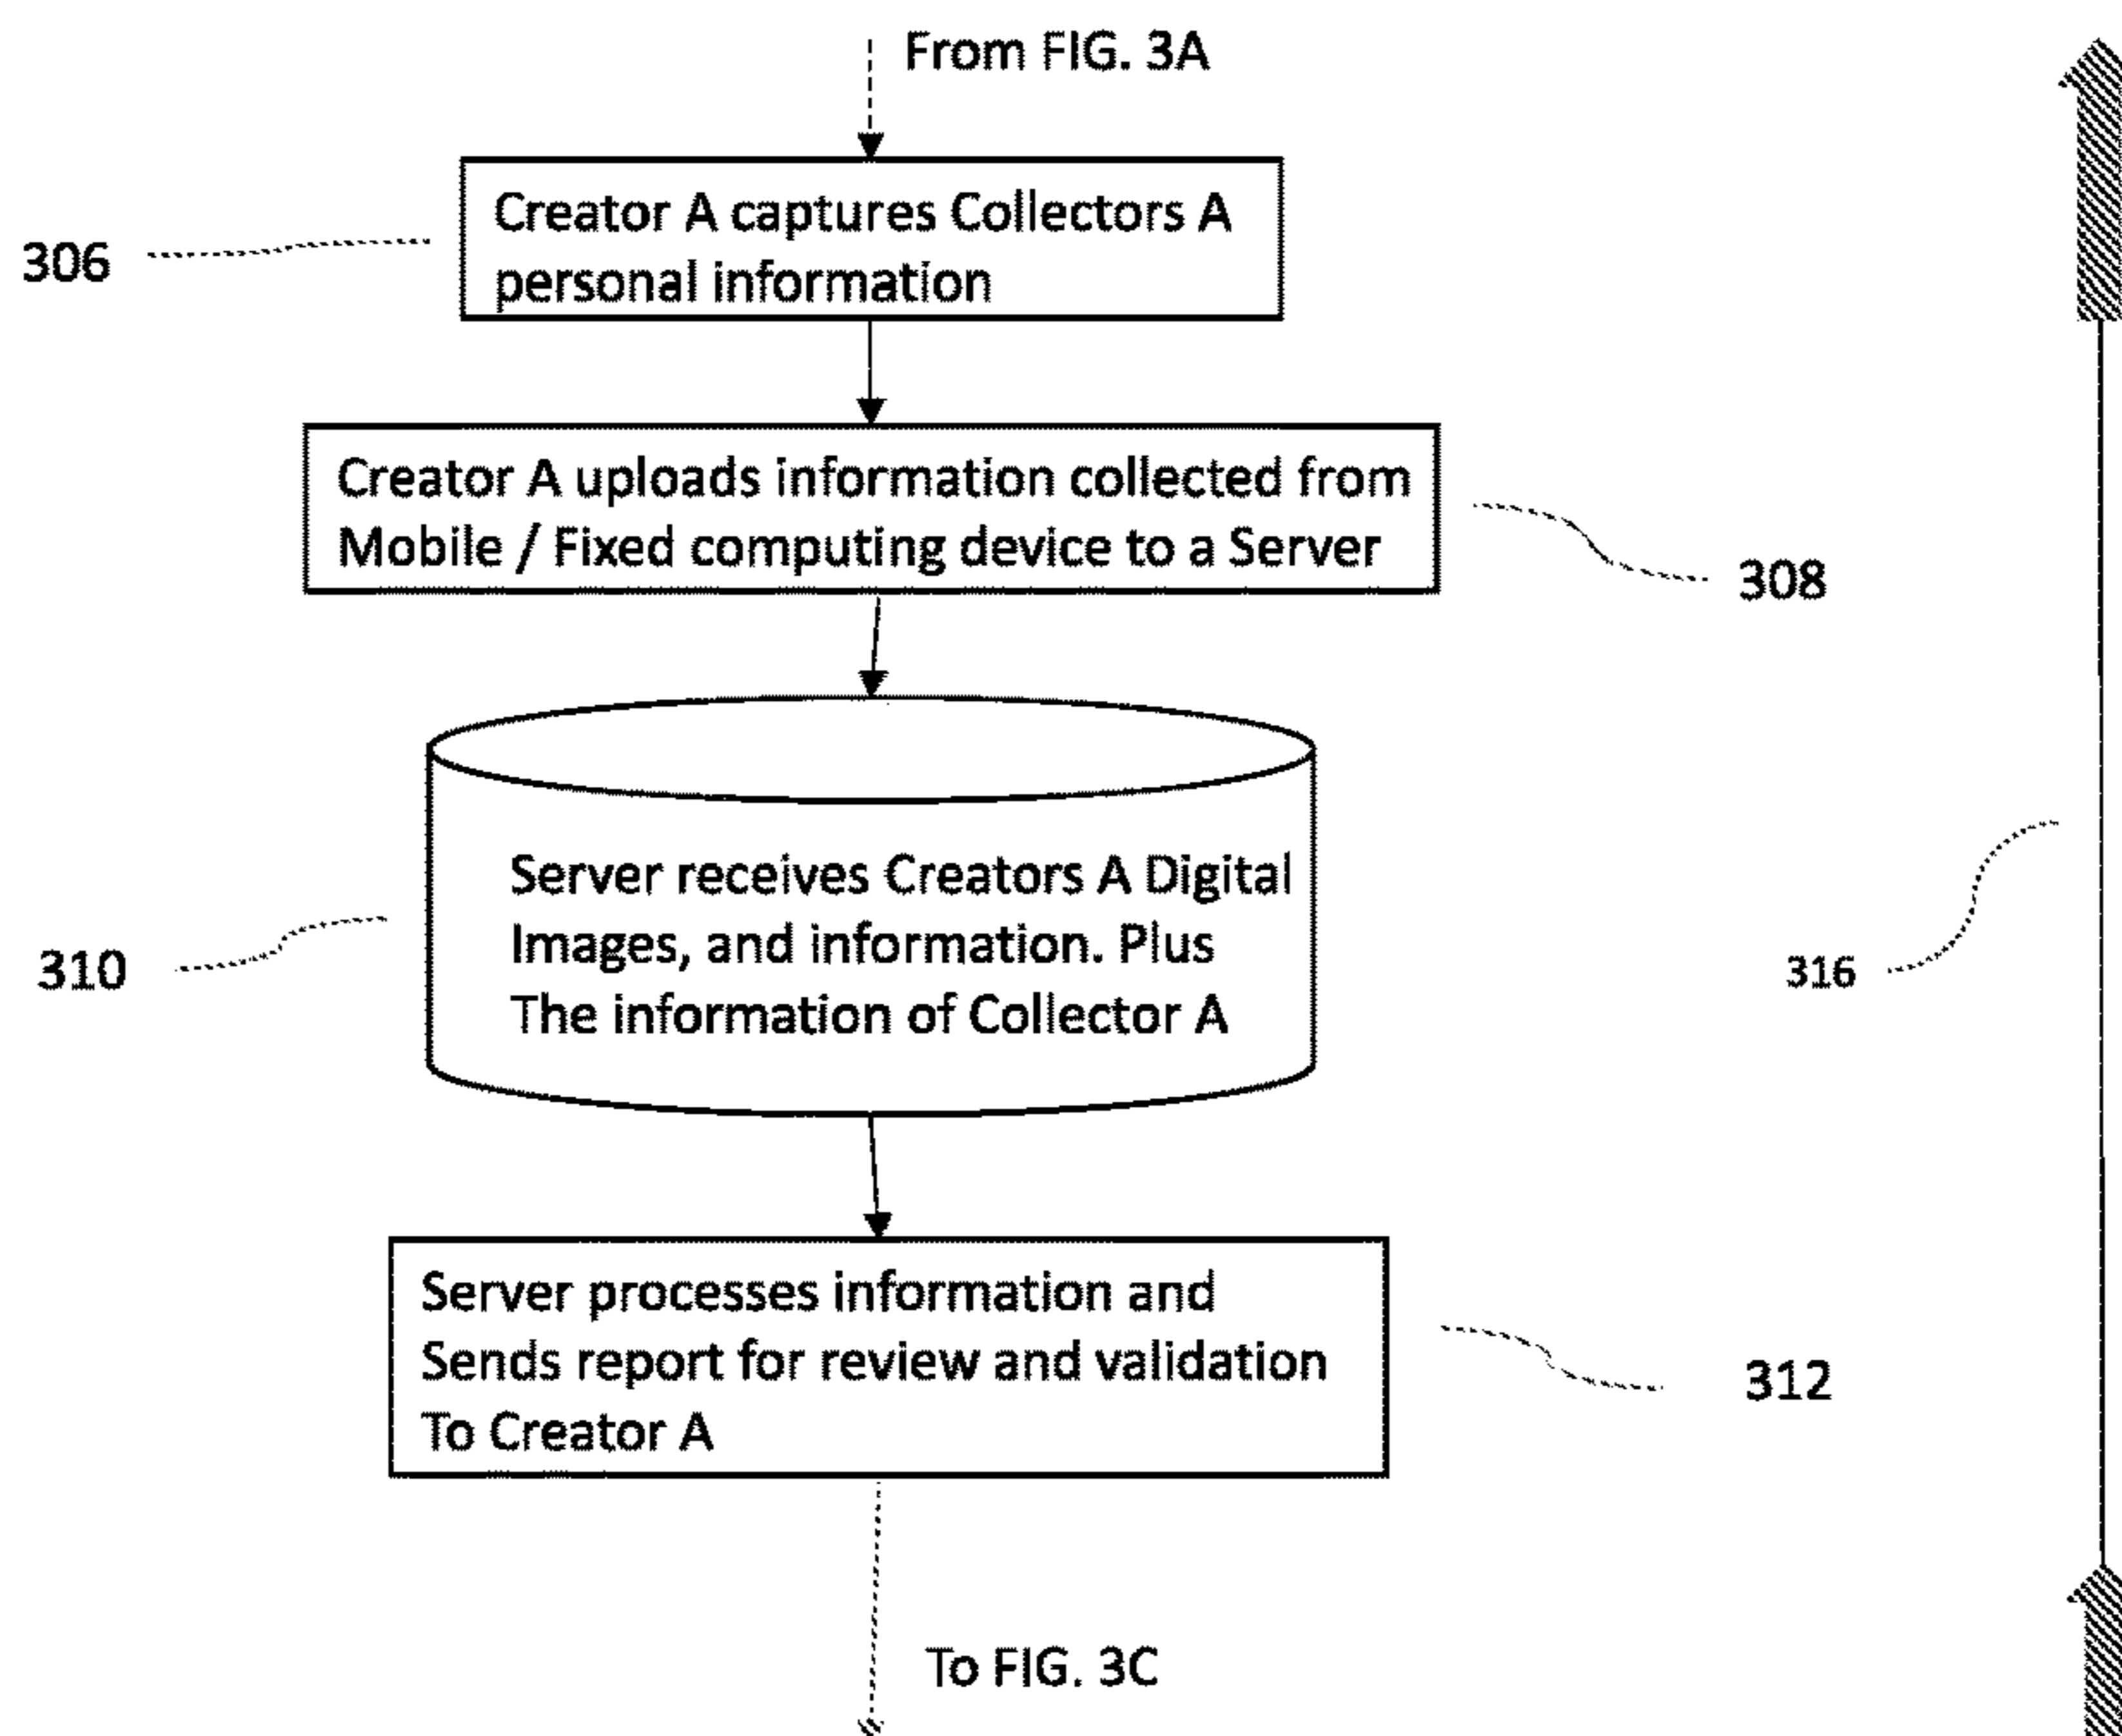 From FIG. 3A
Creator A captures Collectors A
personal information
306
Creator A uploads information collected from
Mobile / Fixed computing device to a Server
308
Server receives Creators A Digital
Images, and information. Plus
The information of Collector A
310
316
Server processes information and
Sends report for review and validation
To Creator A
312
To FIG. 3C